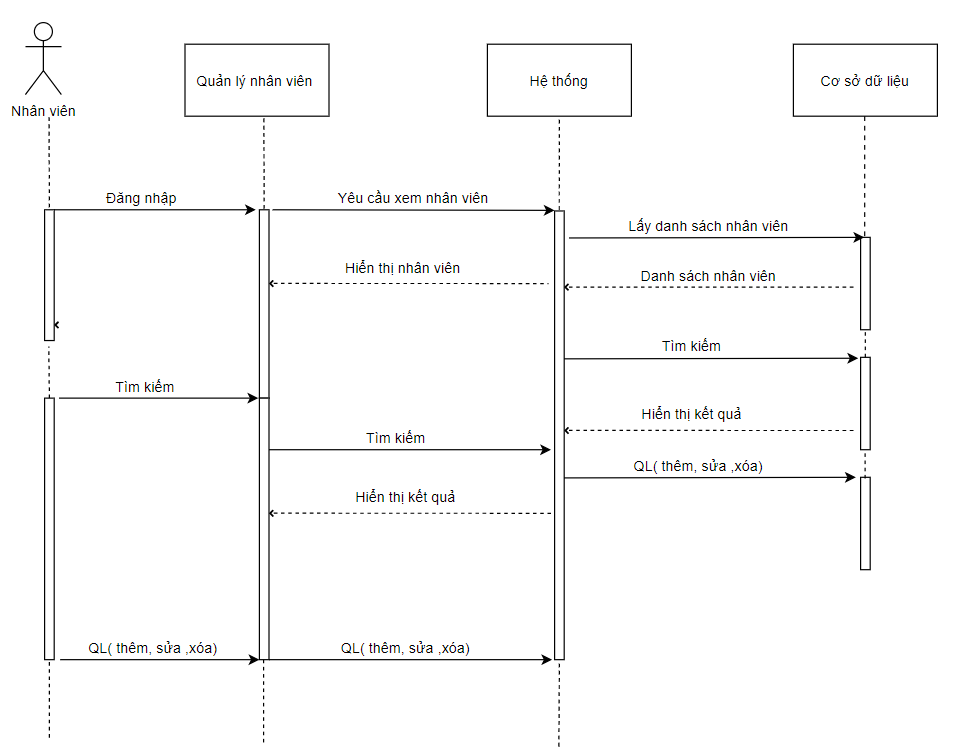 Nhân viên
Quản lý nhân viên
Hệ thống
Cơ sở dữ liệu
Đăng nhập
Yêu cầu xem nhân viên
Lấy danh sách nhân viên
Hiển thị nhân viên
Danh sách nhân viên
Tìm kiếm
Tìm kiếm
Hiển thị kết quả
Tìm kiếm
QL( thêm, sửa ,xóa)
Hiển thị kết quả
QL( thêm, sửa ,xóa)
QL( thêm, sửa ,xóa)